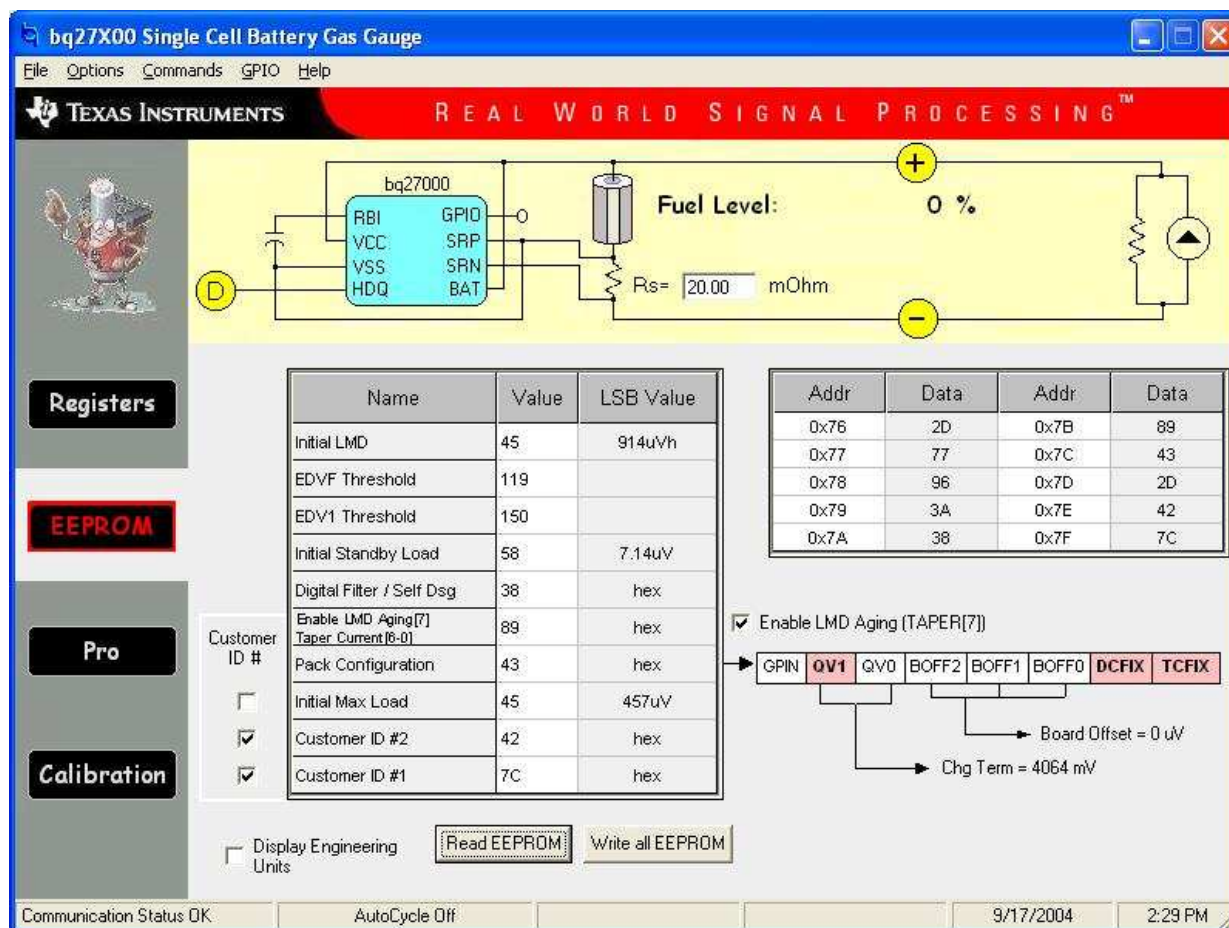 bq27X00 Single Cell Battery Gas Gauge
File Options Commands GPIO Help
TEXAS INSTRUMENTS REAL WORLD SIGNAL PROCESSING™
bq27000
RBI GPIO
VCC SRP
VSS SRN
HDQ BAT
D
+
Fuel Level: 0 %
Rs= 20.00 mOhm
−
Registers
EEPROM
Pro
Calibration
Name Value LSB Value
Initial LMD 45 914uVh
EDVF Threshold 119
EDV1 Threshold 150
Initial Standby Load 58 7.14uV
Digital Filter / Self Dsg 38 hex
Enable LMD Aging[7]
Taper Current[6-0] 89 hex
Pack Configuration 43 hex
Initial Max Load 45 457uV
Customer ID #2 42 hex
Customer ID #1 7C hex
Customer
ID #
Addr Data Addr Data
0x76 2D 0x7B 89
0x77 77 0x7C 43
0x78 96 0x7D 2D
0x79 3A 0x7E 42
0x7A 38 0x7F 7C
Enable LMD Aging (TAPER[7])
GPIN QV1 QV0 BOFF2 BOFF1 BOFF0 DCFIX TCFIX
Board Offset = 0 uV
Chg Term = 4064 mV
Display Engineering
Units
Read EEPROM Write all EEPROM
Communication Status OK AutoCycle Off 9/17/2004 2:29 PM